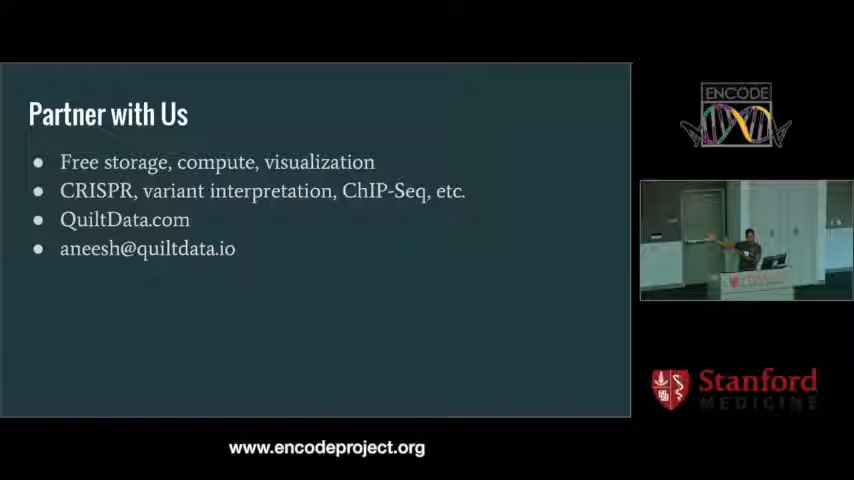 Partner with Us
● Free storage, compute, visualization
● CRISPR, variant interpretation, ChIP-Seq, etc.
● QuiltData.com
● aneesh@quiltdata.io
ENCODE
Stanford
MEDICINE
www.encodeproject.org